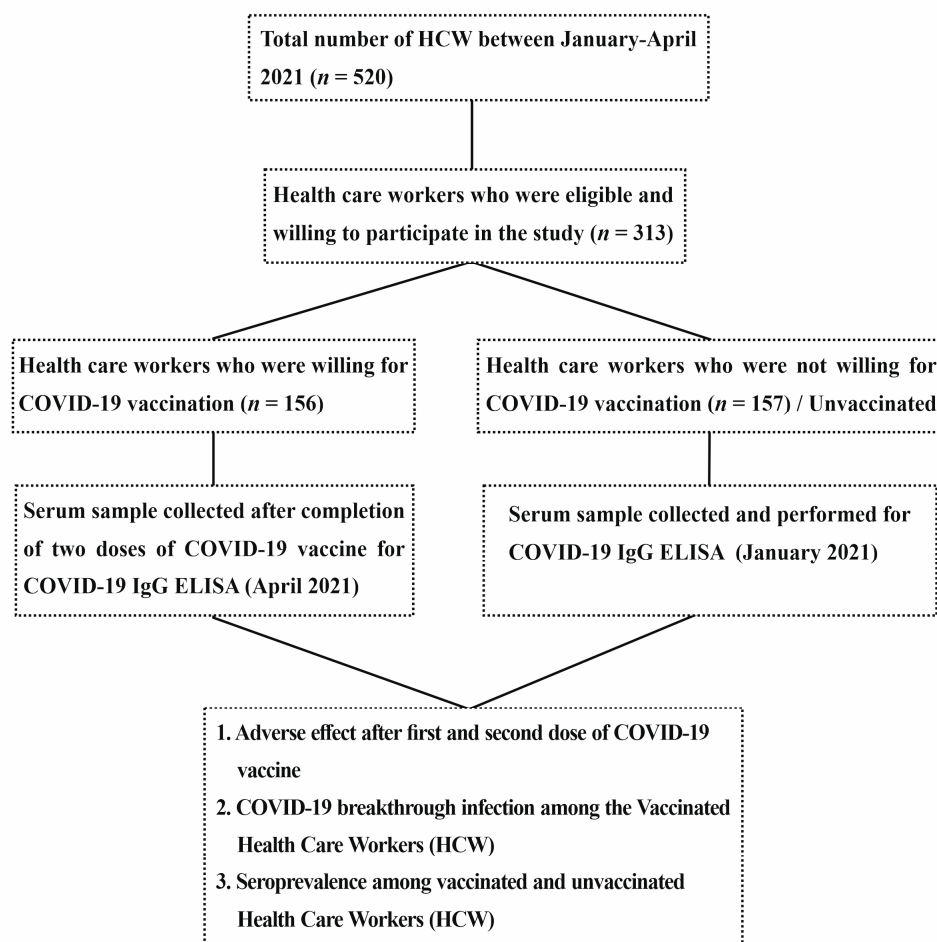 Total number of HCW between January-April
2021 (n = 520)
Health care workers who were eligible and
willing to participate in the study (n = 313)
Health care workers who were willing for
COVID-19 vaccination (n = 156)
Health care workers who were not willing for
COVID-19 vaccination (n = 157) / Unvaccinated
Serum sample collected after completion
of two doses of COVID-19 vaccine for
COVID-19 IgG ELISA (April 2021)
Serum sample collected and performed for
COVID-19 IgG ELISA (January 2021)
1. Adverse effect after first and second dose of COVID-19
vaccine
2. COVID-19 breakthrough infection among the Vaccinated
Health Care Workers (HCW)
3. Seroprevalence among vaccinated and unvaccinated
Health Care Workers (HCW)